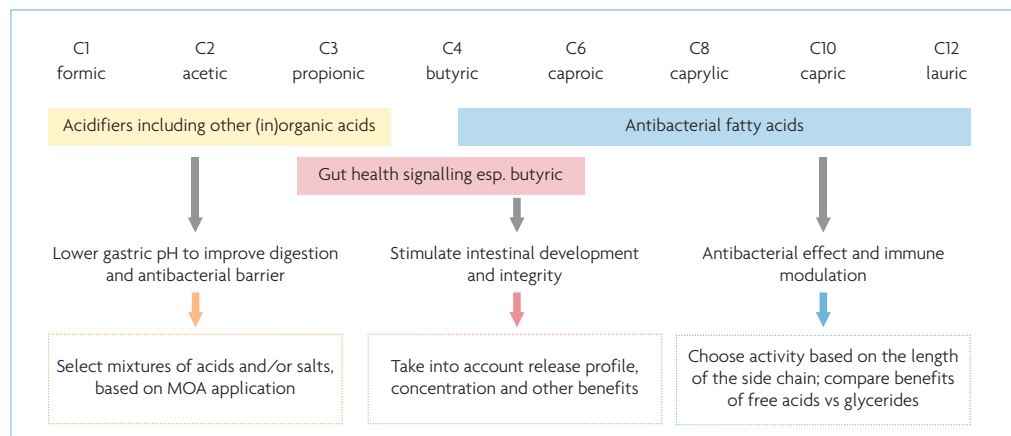 C1 C2 C3 C4 C6 C8 C10 C12
formic acetic propionic butyric caproic caprylic capric lauric
Acidifiers including other (in)organic acids
Antibacterial fatty acids
Gut health signalling esp. butyric
Lower gastric pH to improve digestion
and antibacterial barrier
Stimulate intestinal development
and integrity
Antibacterial effect and immune
modulation
Select mixtures of acids and/or salts,
based on MOA application
Take into account release profile,
concentration and other benefits
Choose activity based on the length
of the side chain; compare benefits
of free acids vs glycerides